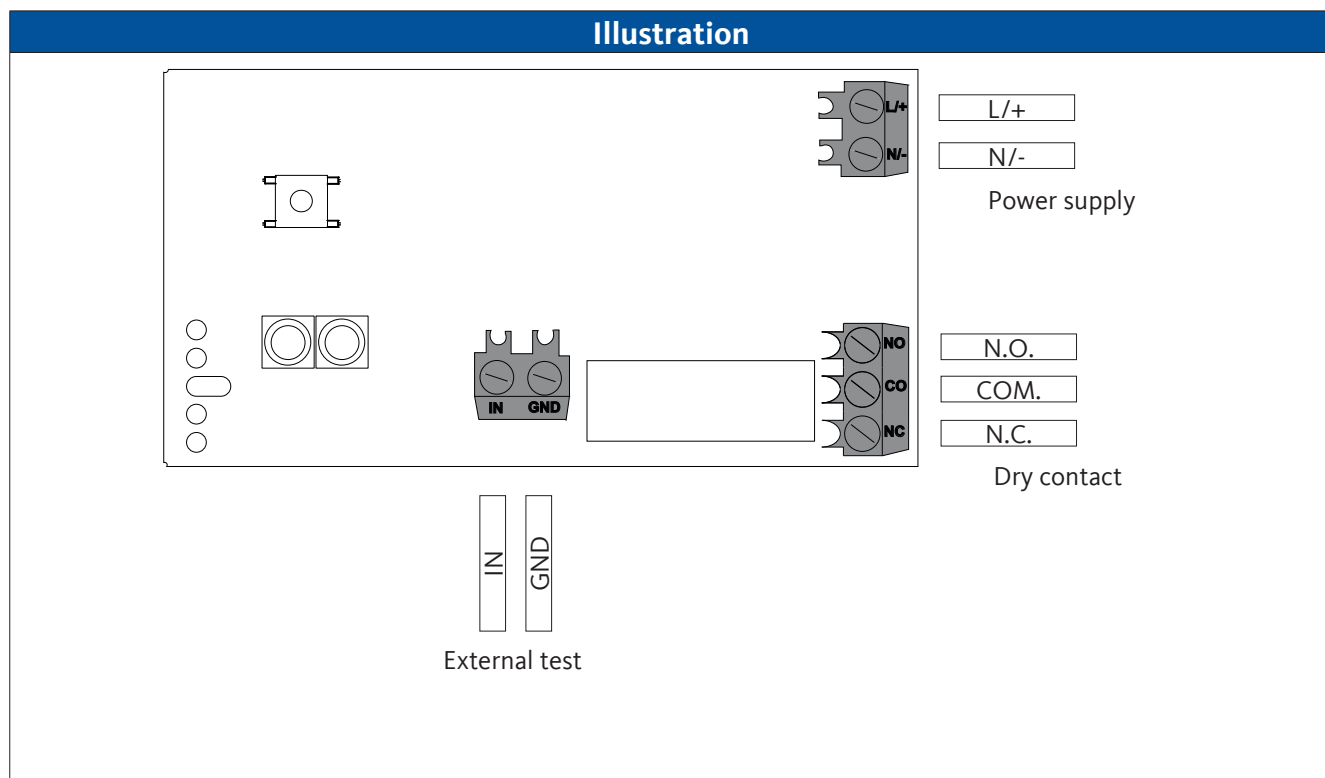 Illustration
L/+
L/+
N/-
N/-
Power supply
NO
N.O.
CO
COM.
NC
N.C.
Dry contact
IN
GND
IN
GND
External test